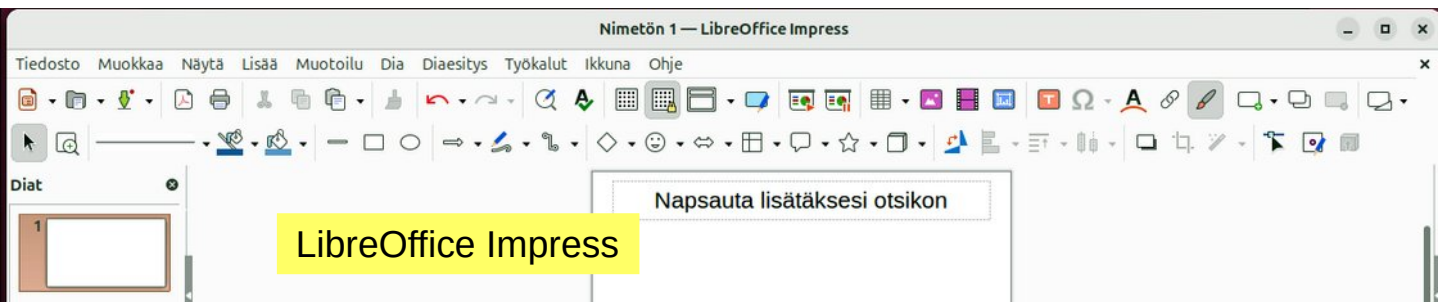 Nimetön 1 — LibreOffice Impress
Tiedosto Muokkaa Näytä Lisää Muotoilu Dia Diaesitys Työkalut Ikkuna Ohje
Diat
Napsauta lisätäksesi otsikon
1
LibreOffice Impress